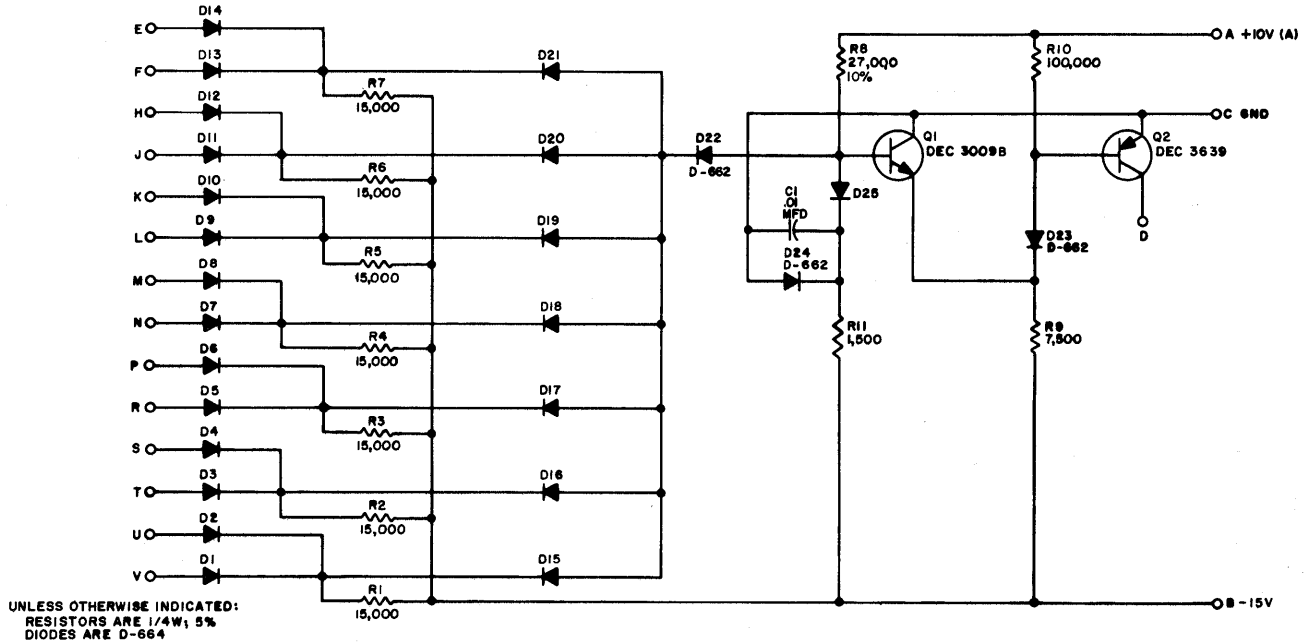 D14
E
D13
F
D21
R7
15,000
D12
H
D11
J
D20
R6
15,000
D10
K
D9
L
D19
R5
15,000
D8
M
D7
N
D18
R4
15,000
D6
P
D5
R
D17
R3
15,000
D4
S
D3
T
D16
R2
15,000
D2
U
D1
V
D15
R1
15,000
D22
D-662
R8
27,000
10%
R10
100,000
A +10V (A)
C GND
Q1
DEC 3009B
Q2
DEC 3639
D25
C1
.01
MFD
D24
D-662
D23
D-662
D
R11
1,500
R9
7,500
B -15V
UNLESS OTHERWISE INDICATED:
RESISTORS ARE 1/4W; 5%
DIODES ARE D-664